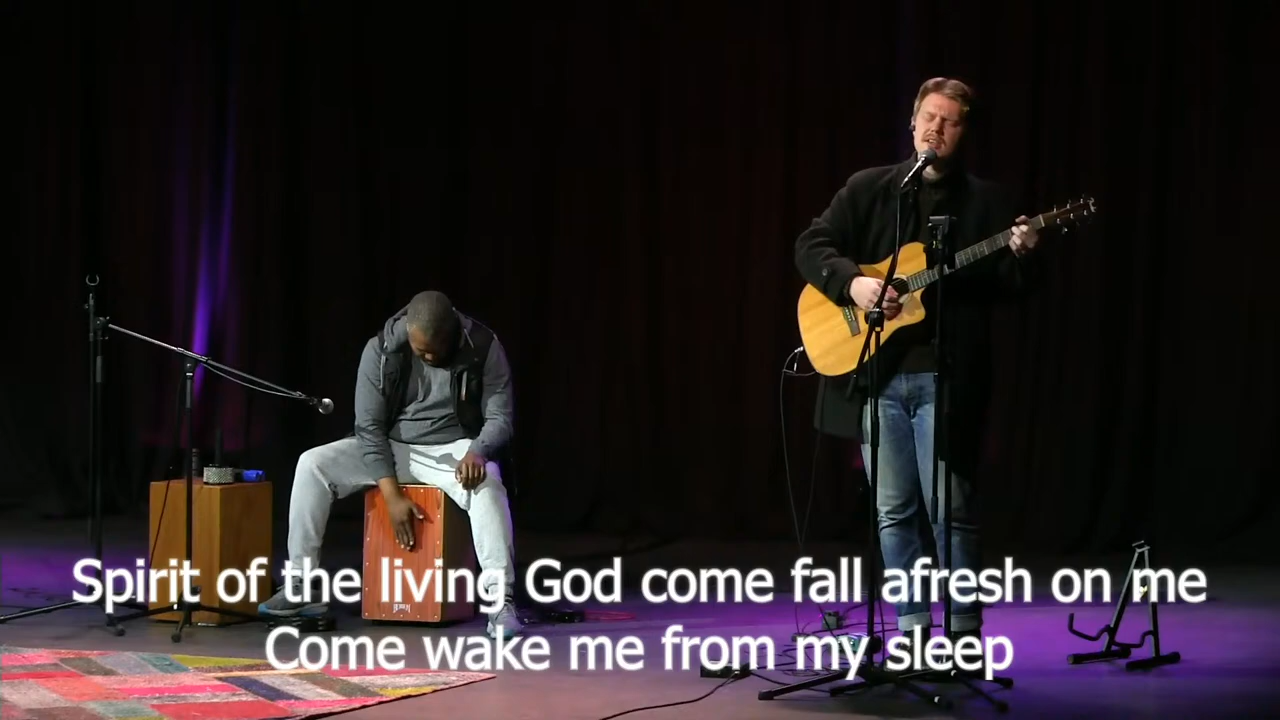 Spirit of the living God come fall afresh on me
Come wake me from my sleep